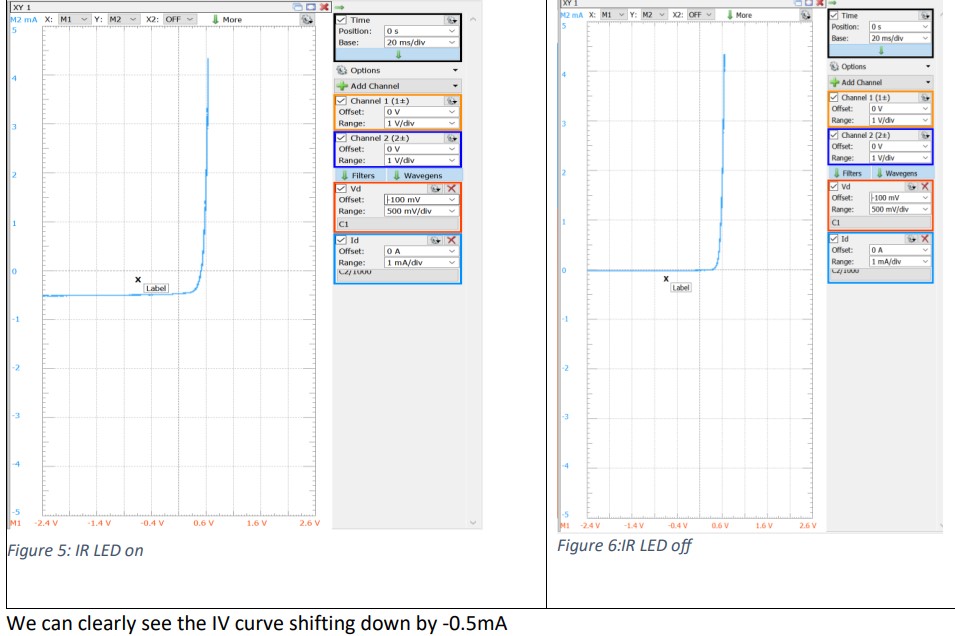 XY 1
M2 mA X: M1 Y: M2 X2: OFF More
5
4
3
2
1
0
-1
-2
-3
-4
-5
x
Label
M1 -2.4 V -1.4 V -0.4 V 0.6 V 1.6 V 2.6 V
Time
Position: 0 s
Base: 20 ms/div
Options
Add Channel
Channel 1 (1±)
Offset: 0 V
Range: 1 V/div
Channel 2 (2±)
Offset: 0 V
Range: 1 V/div
Filters Wavegens
Vd
Offset: -100 mV
Range: 500 mV/div
C1
Id
Offset: 0 A
Range: 1 mA/div
C2/1000
Figure 5: IR LED on
XY 1
M2 mA X: M1 Y: M2 X2: OFF More
5
4
3
2
1
0
-1
-2
-3
-4
-5
x
Label
M1 -2.4 V -1.4 V -0.4 V 0.6 V 1.6 V 2.6 V
Time
Position: 0 s
Base: 20 ms/div
Options
Add Channel
Channel 1 (1±)
Offset: 0 V
Range: 1 V/div
Channel 2 (2±)
Offset: 0 V
Range: 1 V/div
Filters Wavegens
Vd
Offset: -100 mV
Range: 500 mV/div
C1
Id
Offset: 0 A
Range: 1 mA/div
C2/1000
Figure 6:IR LED off
We can clearly see the IV curve shifting down by -0.5mA